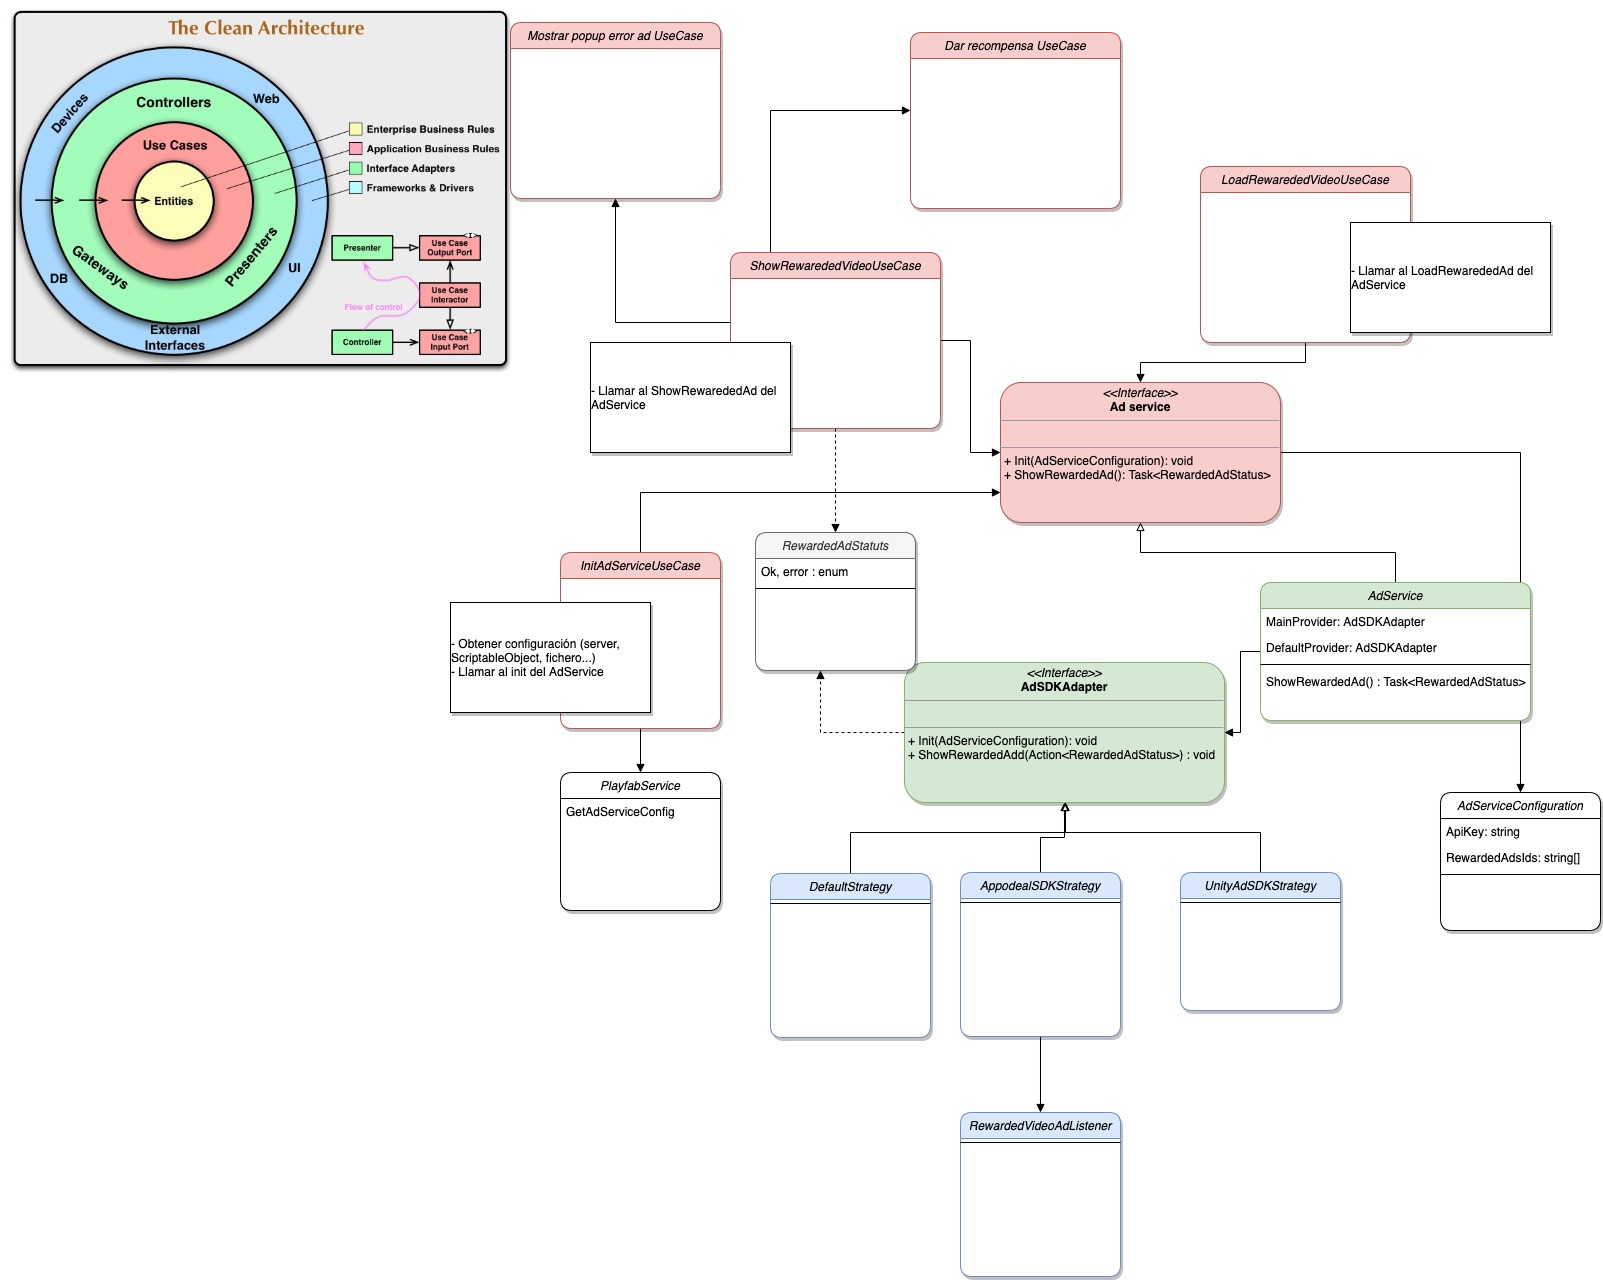 The Clean Architecture
Devices
Web
Controllers
Use Cases
Entities
Gateways
Presenters
DB
UI
External
Interfaces
Enterprise Business Rules
Application Business Rules
Interface Adapters
Frameworks & Drivers
Presenter
Use Case
Output Port
<I>
Use Case
Interactor
Flow of control
Controller
Use Case
Input Port
<I>
Mostrar popup error ad UseCase
Dar recompensa UseCase
LoadRewarededVideoUseCase
- Llamar al LoadRewarededAd del
AdService
ShowRewarededVideoUseCase
- Llamar al ShowRewarededAd del
AdService
<<Interface>>
Ad service
+ Init(AdServiceConfiguration): void
+ ShowRewardedAd(): Task<RewardedAdStatus>
InitAdServiceUseCase
- Obtener configuración (server,
ScriptableObject, fichero...)
- Llamar al init del AdService
RewardedAdStatuts
Ok, error : enum
AdService
MainProvider: AdSDKAdapter
DefaultProvider: AdSDKAdapter
ShowRewardedAd() : Task<RewardedAdStatus>
<<Interface>>
AdSDKAdapter
+ Init(AdServiceConfiguration): void
+ ShowRewardedAdd(Action<RewardedAdStatus>) : void
PlayfabService
GetAdServiceConfig
AdServiceConfiguration
ApiKey: string
RewardedAdsIds: string[]
DefaultStrategy
AppodealSDKStrategy
UnityAdSDKStrategy
RewardedVideoAdListener